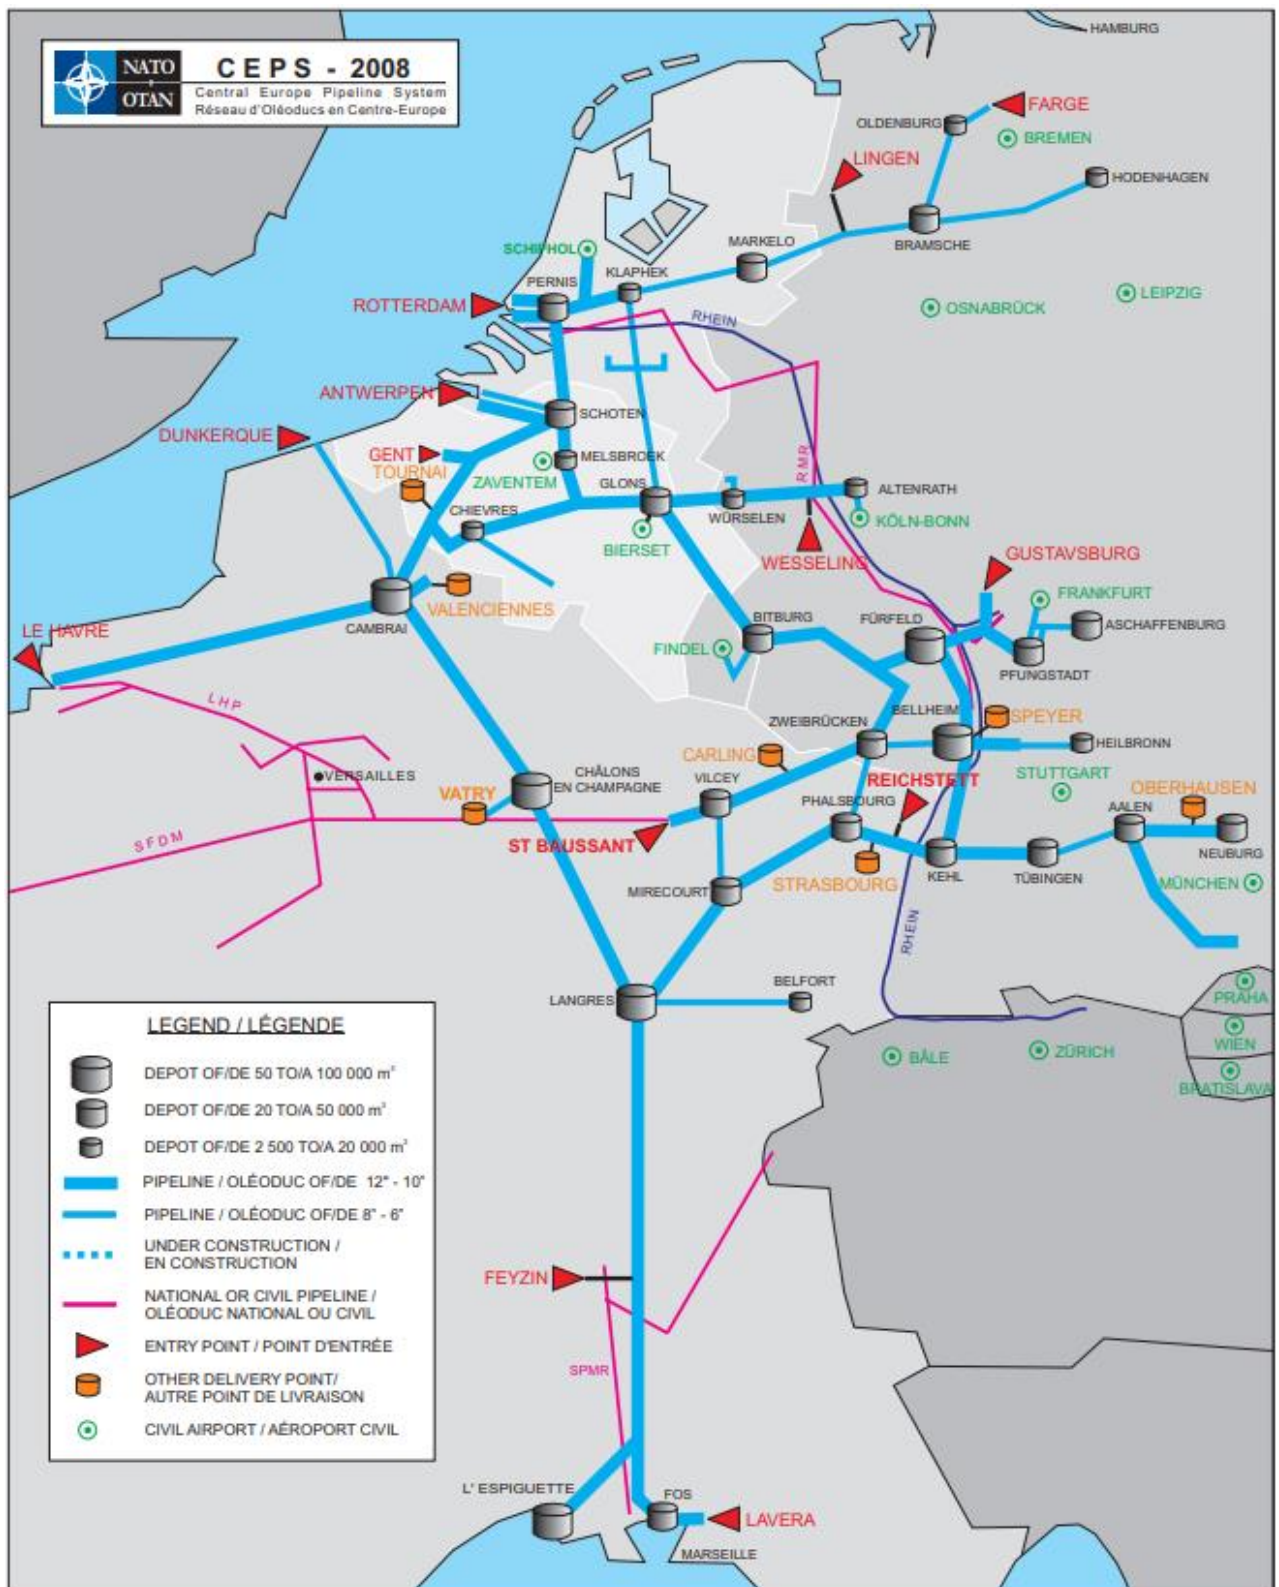 NATO
OTAN
CEPS - 2008
Central Europe Pipeline System
Réseau d'Oléoducs en Centre-Europe
HAMBURG
FARGE
OLDENBURG
BREMEN
LINGEN
HODENHAGEN
BRAMSCHE
MARKELO
SCHIPHOL
KLAPHEK
PERNIS
ROTTERDAM
LEIPZIG
OSNABRÜCK
RHEIN
ANTWERPEN
SCHOTEN
DUNKERQUE
GENT
MELSBROEK
TOURNAI
ZAVENTEM
GLONS
RMR
ALTENRATH
CHIEVRES
WÜRSELEN
KÖLN-BONN
BIERSET
WESSELING
GUSTAVSBURG
VALENCIENNES
FRANKFURT
CAMBRAI
LE HAVRE
BITBURG
FÜRFELD
ASCHAFFENBURG
FINDEL
PFUNGSTADT
LHP
BELLHEIM
SPEYER
ZWEIBRÜCKEN
HEILBRONN
CARLING
VERSAILLES
CHÂLONS
EN CHAMPAGNE
VILCEY
REICHSTETT
STUTTGART
OBERHAUSEN
VATRY
PHALSBOURG
AALEN
SFDM
ST BAUSSANT
NEUBURG
KEHL
TÜBINGEN
STRASBOURG
MIRECOURT
MÜNCHEN
RHEIN
BELFORT
LANGRES
PRAHA
WIEN
BÂLE
ZÜRICH
BRATISLAVA
LEGEND / LÉGENDE
DEPOT OF/DE 50 TO/A 100 000 m³
DEPOT OF/DE 20 TO/A 50 000 m³
DEPOT OF/DE 2 500 TO/A 20 000 m³
PIPELINE / OLÉODUC OF/DE 12" - 10"
PIPELINE / OLÉODUC OF/DE 8" - 6"
UNDER CONSTRUCTION /
EN CONSTRUCTION
NATIONAL OR CIVIL PIPELINE /
OLÉODUC NATIONAL OU CIVIL
ENTRY POINT / POINT D'ENTRÉE
OTHER DELIVERY POINT/
AUTRE POINT DE LIVRAISON
CIVIL AIRPORT / AÉROPORT CIVIL
FEYZIN
SPMR
L' ESPIGUETTE
FOS
LAVERA
MARSEILLE